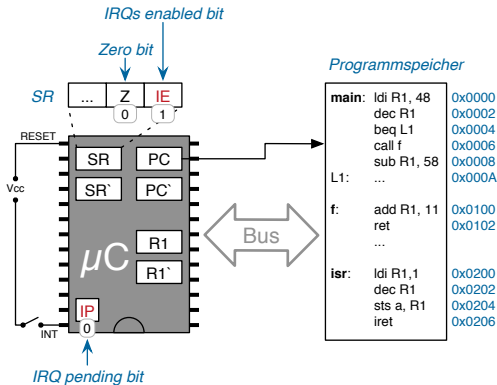 IRQs enabled bit
Zero bit
Programmspeicher
SR ... Z IE
0 1
RESET
SR PC
SR` PC`
Vcc
µC
R1
R1`
Bus
IP
0
INT
IRQ pending bit
main: ldi R1, 48 0x0000
dec R1 0x0002
beq L1 0x0004
call f 0x0006
sub R1, 58 0x0008
L1: ... 0x000A
f: add R1, 11 0x0100
ret 0x0102
...
isr: ldi R1,1 0x0200
dec R1 0x0202
sts a, R1 0x0204
iret 0x0206